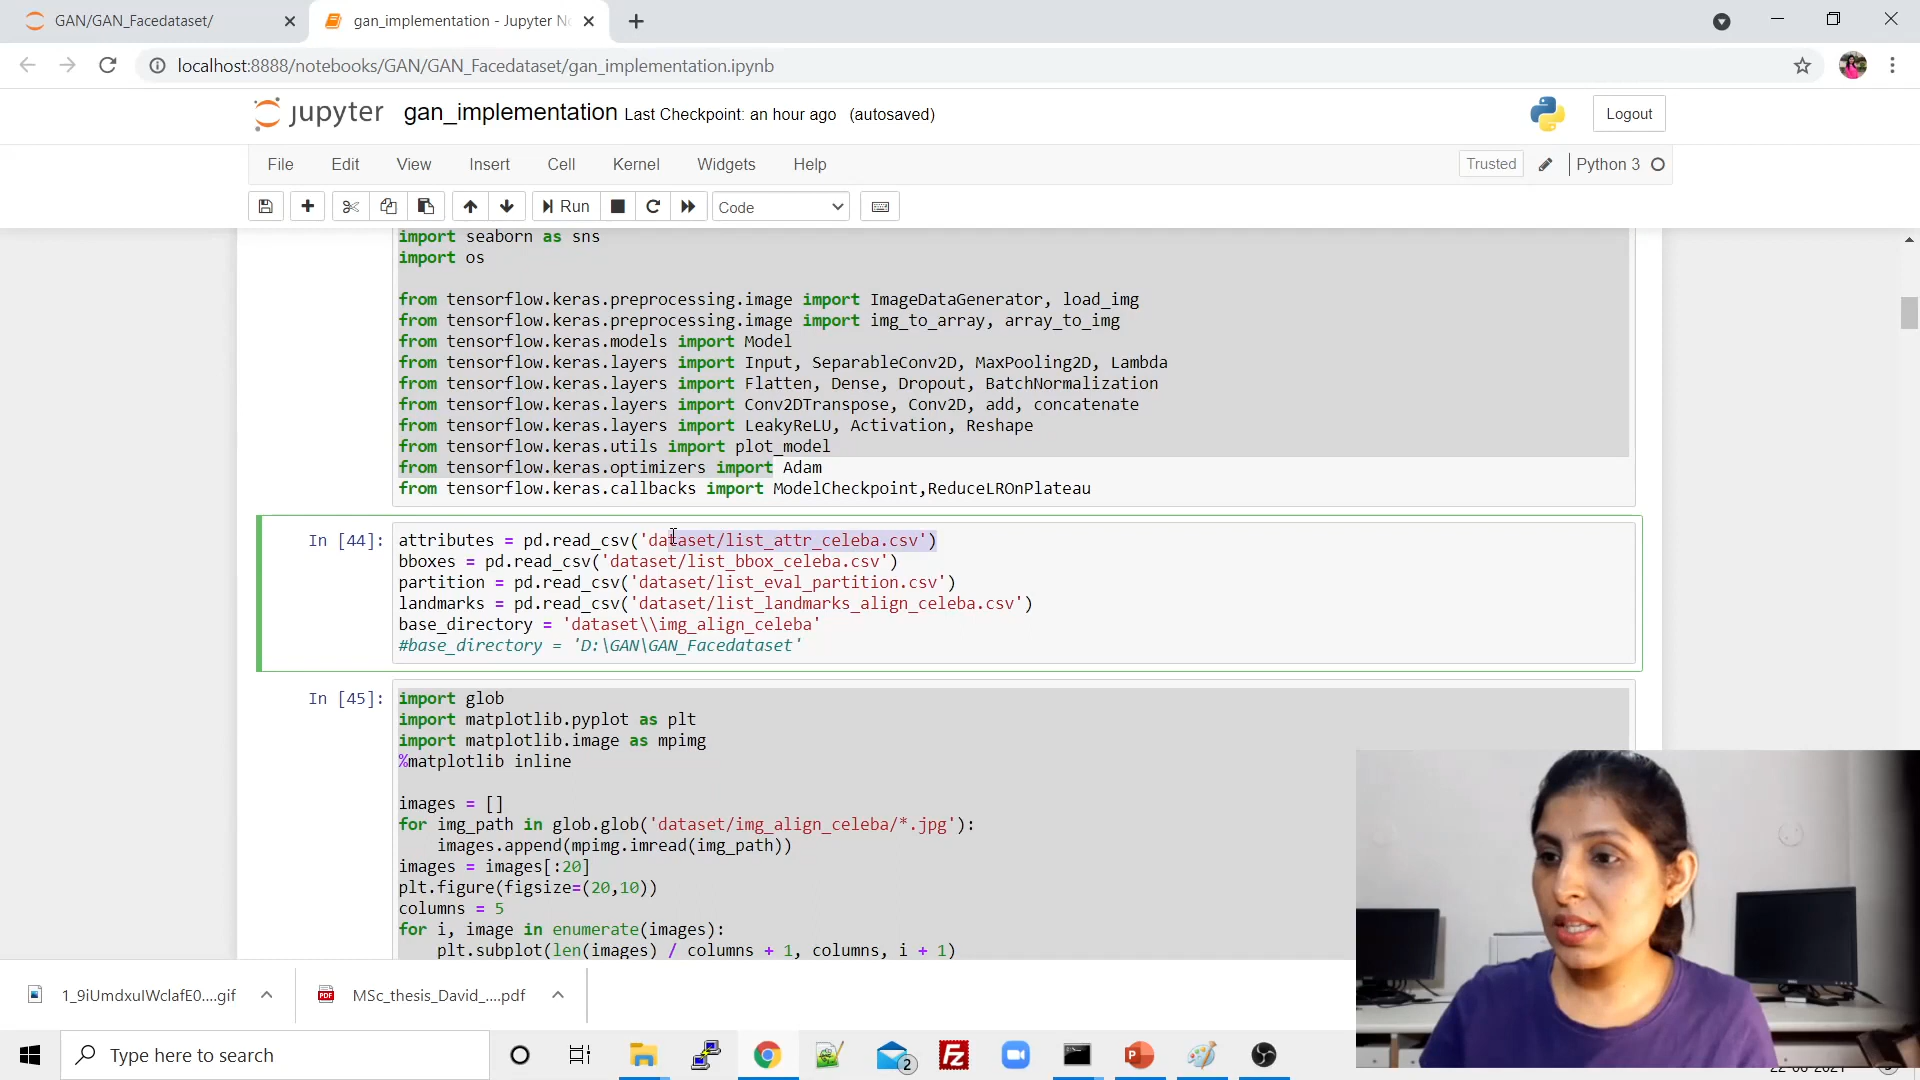 GAN/GAN_Facedataset/
gan_implementation - Jupyter No
localhost:8888/notebooks/GAN/GAN_Facedataset/gan_implementation.ipynb
jupyter gan_implementation Last Checkpoint: an hour ago (autosaved)
Logout
File Edit View Insert Cell Kernel Widgets Help
Trusted Python 3
Run Code
import seaborn as sns
import os
from tensorflow.keras.preprocessing.image import ImageDataGenerator, load_img
from tensorflow.keras.preprocessing.image import img_to_array, array_to_img
from tensorflow.keras.models import Model
from tensorflow.keras.layers import Input, SeparableConv2D, MaxPooling2D, Lambda
from tensorflow.keras.layers import Flatten, Dense, Dropout, BatchNormalization
from tensorflow.keras.layers import Conv2DTranspose, Conv2D, add, concatenate
from tensorflow.keras.layers import LeakyReLU, Activation, Reshape
from tensorflow.keras.utils import plot_model
from tensorflow.keras.optimizers import Adam
from tensorflow.keras.callbacks import ModelCheckpoint,ReduceLROnPlateau
In [44]: attributes = pd.read_csv('dataset/list_attr_celeba.csv')
bboxes = pd.read_csv('dataset/list_bbox_celeba.csv')
partition = pd.read_csv('dataset/list_eval_partition.csv')
landmarks = pd.read_csv('dataset/list_landmarks_align_celeba.csv')
base_directory = 'dataset\\img_align_celeba'
#base_directory = 'D:\GAN\GAN_Facedataset'
In [45]: import glob
import matplotlib.pyplot as plt
import matplotlib.image as mpimg
%matplotlib inline
images = []
for img_path in glob.glob('dataset/img_align_celeba/*.jpg'):
images.append(mpimg.imread(img_path))
images = images[:20]
plt.figure(figsize=(20,10))
columns = 5
for i, image in enumerate(images):
plt.subplot(len(images) / columns + 1, columns, i + 1)
1_9iUmdxuIWclafE0....gif
MSc_thesis_David_....pdf
Type here to search
2